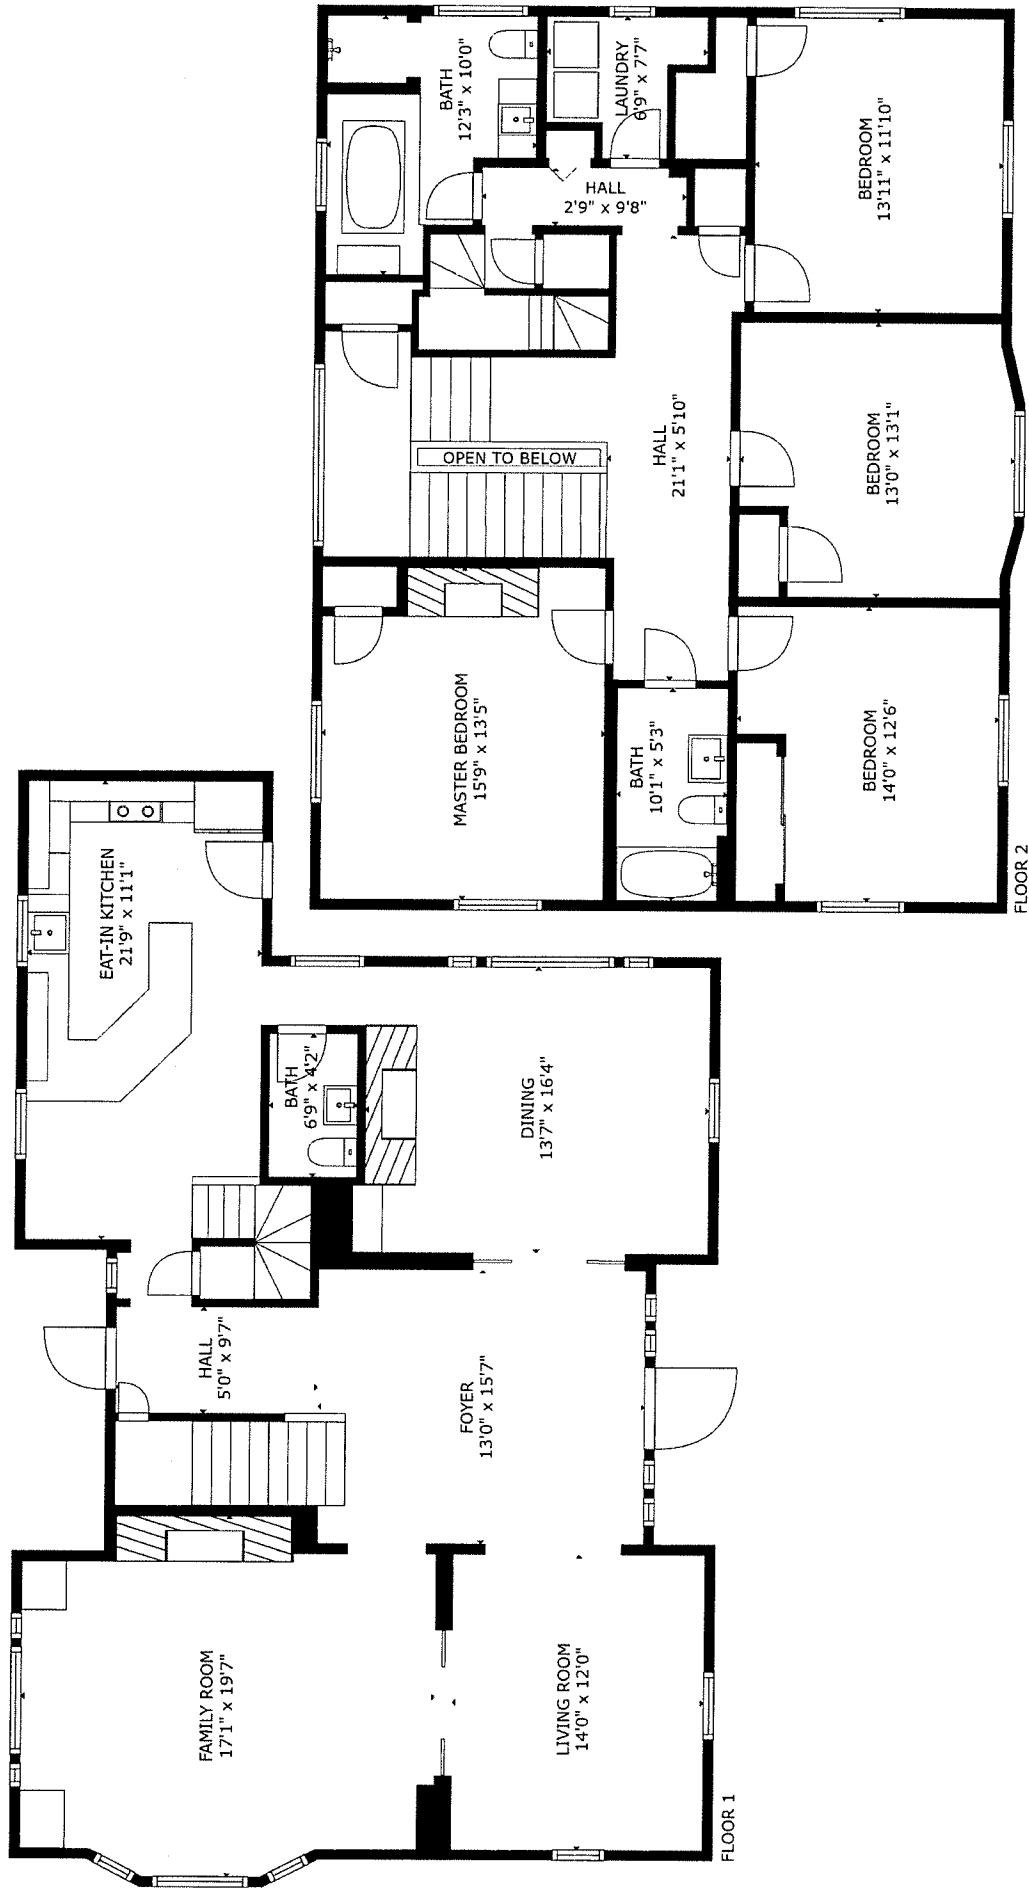 BATH
12'3" x 10'0"
LAUNDRY
6'9" x 7'7"
BEDROOM
13'11" x 11'10"
HALL
2'9" x 9'8"
OPEN TO BELOW
HALL
21'1" x 5'10"
BEDROOM
13'0" x 13'1"
MASTER BEDROOM
15'9" x 13'5"
BATH
10'1" x 5'3"
BEDROOM
14'0" x 12'6"
FLOOR 2
EAT-IN KITCHEN
21'9" x 11'1"
BATH
6'9" x 4'2"
DINING
13'7" x 16'4"
HALL
5'0" x 9'7"
FOYER
13'0" x 15'7"
FAMILY ROOM
17'1" x 19'7"
LIVING ROOM
14'0" x 12'0"
FLOOR 1